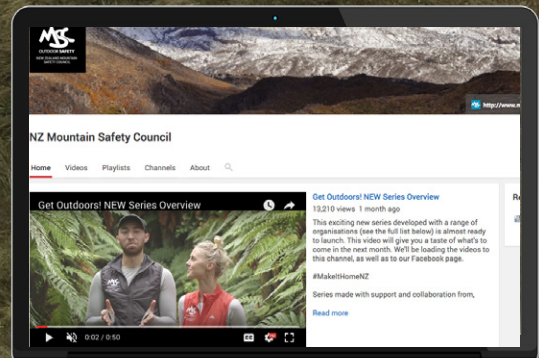 MSC
OUTDOOR SAFETY
NEW ZEALAND MOUNTAIN
SAFETY COUNCIL
http://www.m
NZ Mountain Safety Council
Home Videos Playlists Channels About
Get Outdoors! NEW Series Overview
0:02 / 0:50
Get Outdoors! NEW Series Overview
13,210 views 1 month ago
This exciting new series developed with a range of
organisations (see the full list below) is almost ready
to launch. This video will give you a taste of what's to
come in the next month. We'll be loading the videos to
this channel, as well as to our Facebook page.
#MakeItHomeNZ
Series made with support and collaboration from,
Read more